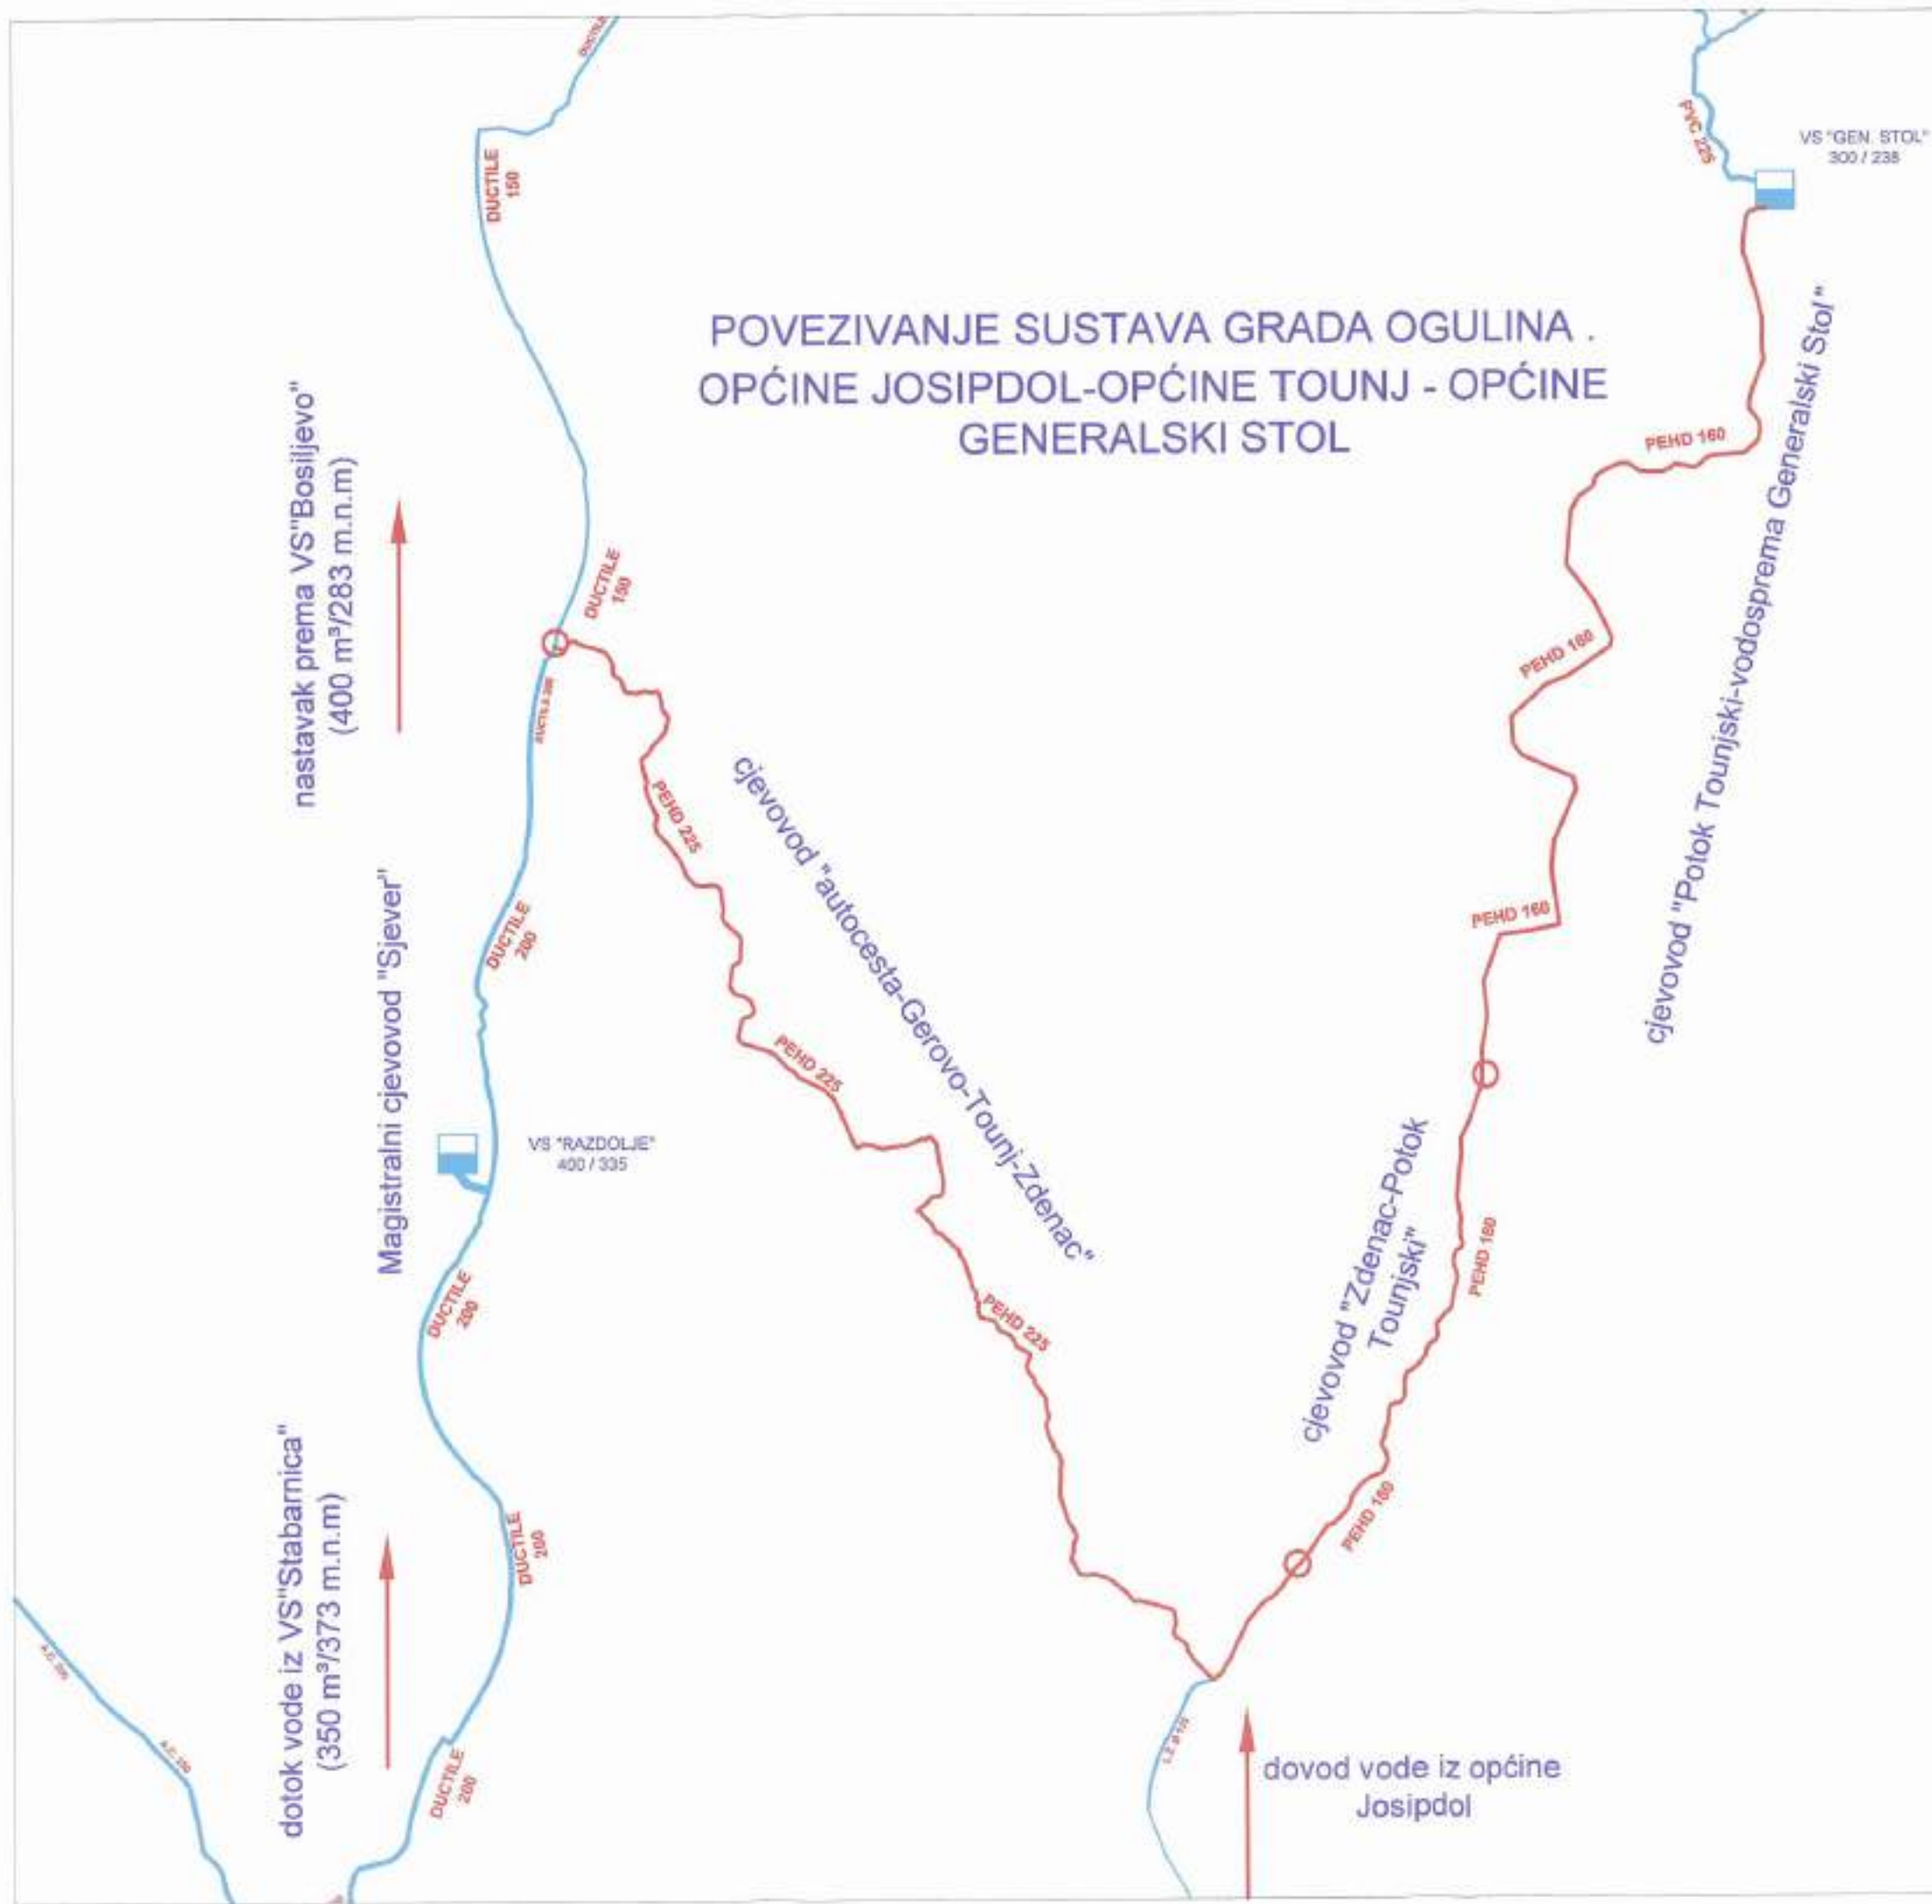 DUCTILE
PVC 225
VS "GEN. STOL"
300 / 238
DUCTILE
150
POVEZIVANJE SUSTAVA GRADA OGULINA .
OPĆINE JOSIPDOL-OPĆINE TOUNJ - OPĆINE
GENERALSKI STOL
nastavak prema VS"Bosiljevo"
(400 m³/283 m.n.m)
PEHD 160
cjevovod "Potok Tounjski-vodosprema Generalski Stol"
DUCTILE
150
PEHD 160
PEHD 225
cjevovod "autocesta-Gerovo-Tounj-Zdenac"
Magistralni cjevovod "Sjever"
DUCTILE
200
PEHD 160
PEHD 225
VS "RAZDOLJE"
400 / 335
cjevovod "Zdenac-Potok
Tounjski"
PEHD 160
DUCTILE
200
PEHD 225
dotok vode iz VS"Stabarnica"
(350 m³/373 m.n.m)
DUCTILE
200
PEHD 160
DUCTILE
200
dovod vode iz općine
Josipdol